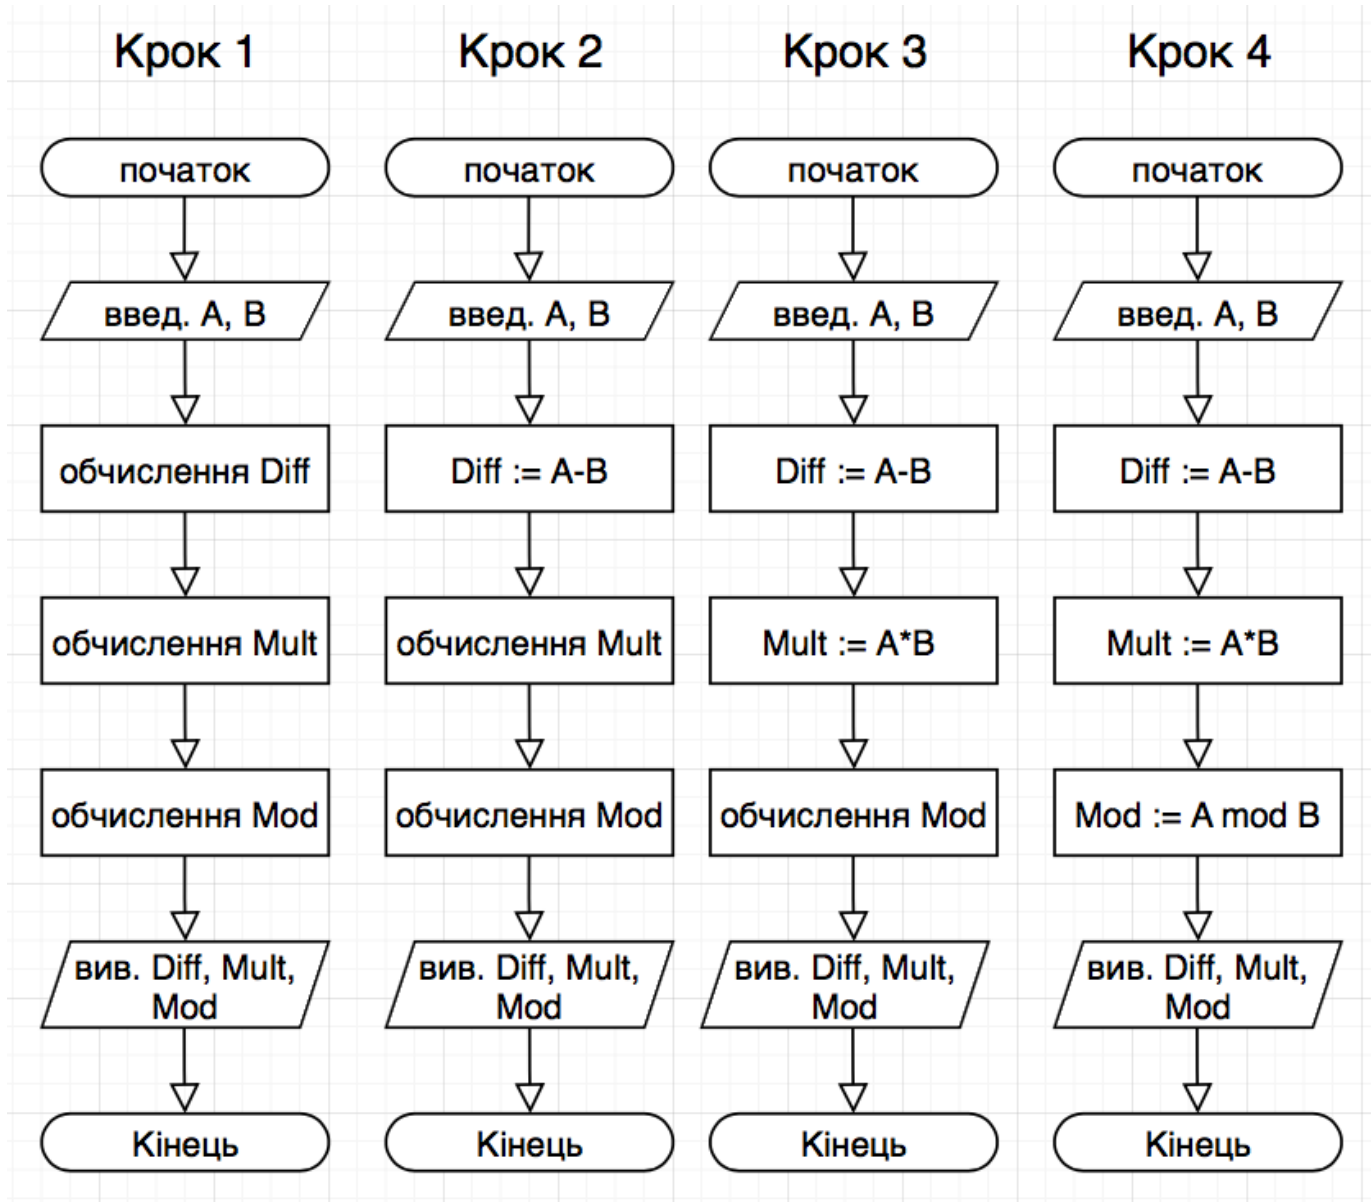 Крок 1
початок
введ. A, B
обчислення Diff
обчислення Mult
обчислення Mod
вив. Diff, Mult,
Mod
Кінець
Крок 2
початок
введ. A, B
Diff := A-B
обчислення Mult
обчислення Mod
вив. Diff, Mult,
Mod
Кінець
Крок 3
початок
введ. A, B
Diff := A-B
Mult := A*B
обчислення Mod
вив. Diff, Mult,
Mod
Кінець
Крок 4
початок
введ. A, B
Diff := A-B
Mult := A*B
Mod := A mod B
вив. Diff, Mult,
Mod
Кінець